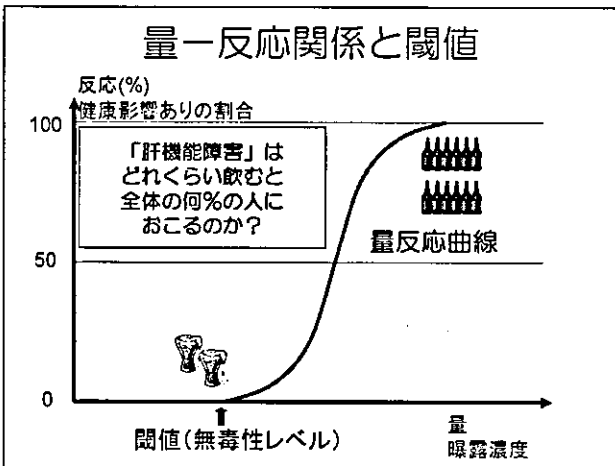 量ー反応関係と閾値
反応(%)
健康影響ありの割合
100
「肝機能障害」は
どれくらい飲むと
全体の何%の人に
おこるのか？
量反応曲線
50
0
閾値(無毒性レベル)
量
曝露濃度